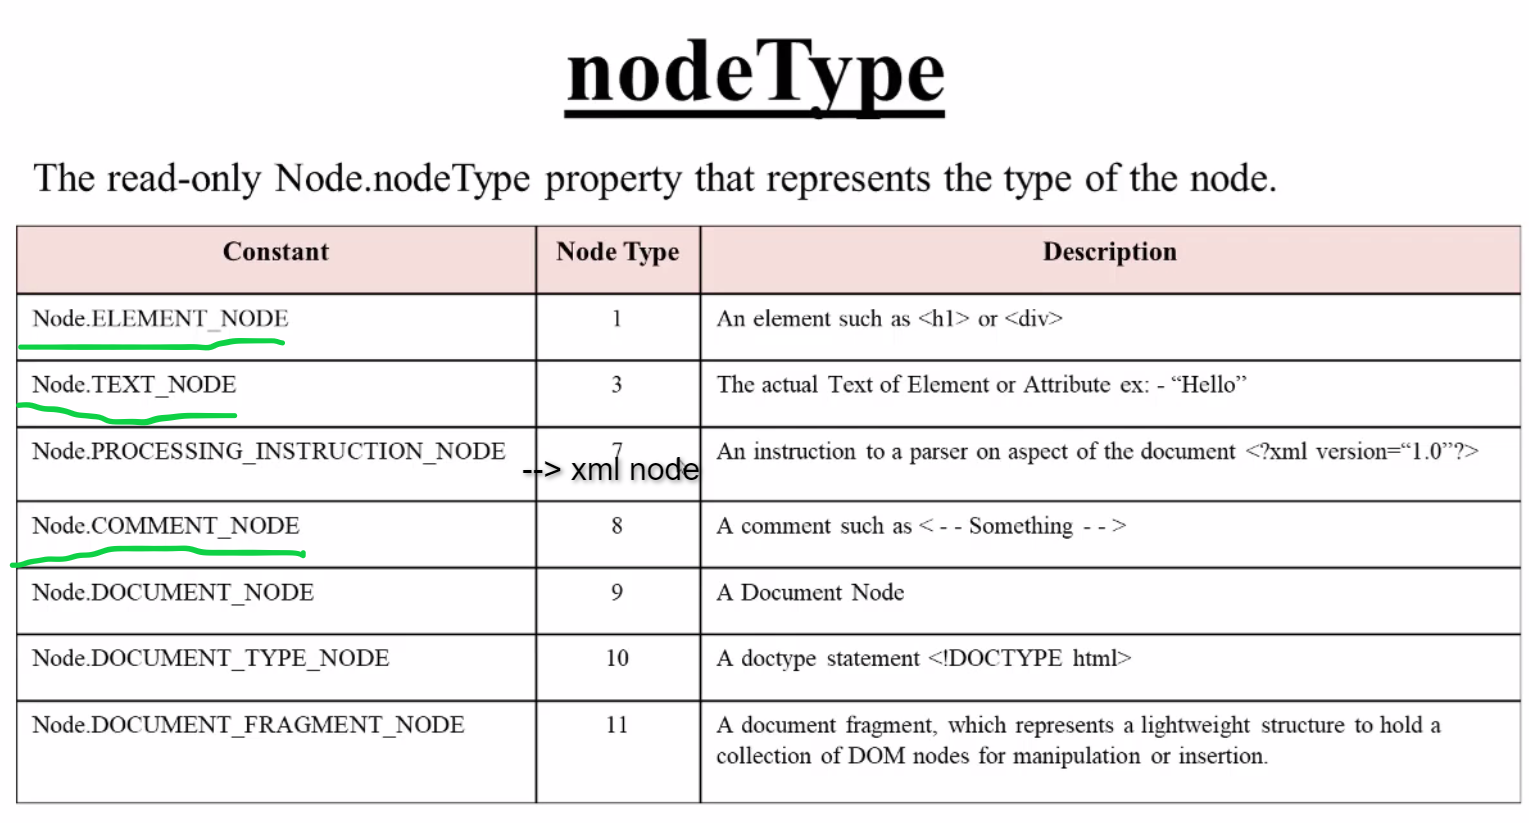 nodeType
The read-only Node.nodeType property that represents the type of the node.
Constant Node Type Description
Node.ELEMENT_NODE 1 An element such as <h1> or <div>
Node.TEXT_NODE 3 The actual Text of Element or Attribute ex: - “Hello”
Node.PROCESSING_INSTRUCTION_NODE 7 An instruction to a parser on aspect of the document <?xml version=“1.0”?>
--> xml node
Node.COMMENT_NODE 8 A comment such as < - - Something - - >
Node.DOCUMENT_NODE 9 A Document Node
Node.DOCUMENT_TYPE_NODE 10 A doctype statement <!DOCTYPE html>
Node.DOCUMENT_FRAGMENT_NODE 11 A document fragment, which represents a lightweight structure to hold a
collection of DOM nodes for manipulation or insertion.